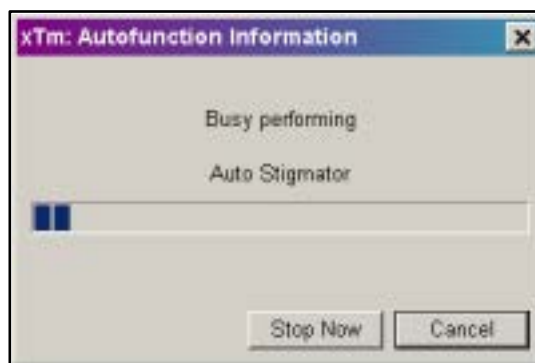 xTm: Autofunction Information
Busy performing
Auto Stigmator
Stop Now Cancel